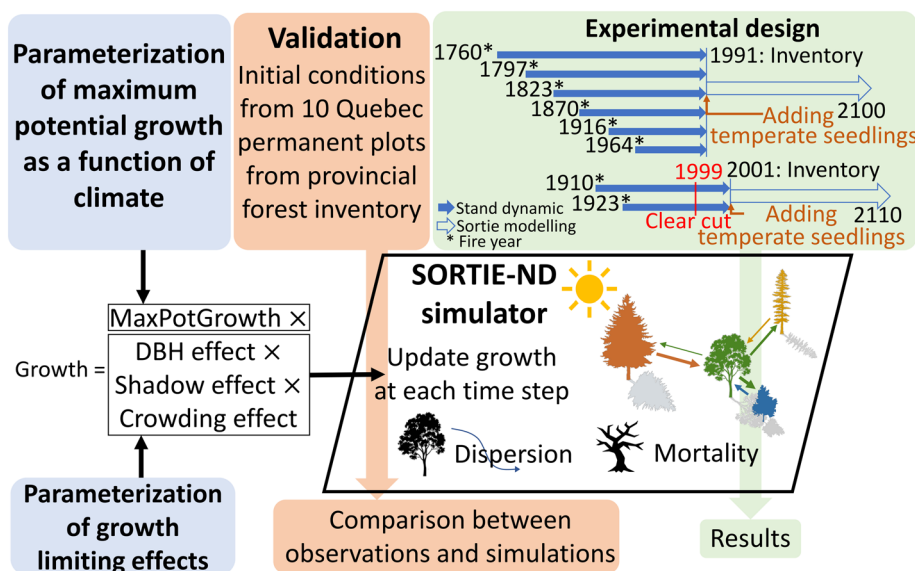 Parameterization
of maximum
potential growth
as a function of
climate
Validation
Initial conditions
from 10 Quebec
permanent plots
from provincial
forest inventory
Experimental design
1760*
1991: Inventory
1797*
1823*
1870*
2100
Adding
temperate seedlings
1916*
1964*
1999
2001: Inventory
1910*
1923*
2110
Clear cut
Adding
temperate seedlings
Stand dynamic
Sortie modelling
* Fire year
MaxPotGrowth ×
Growth =
DBH effect ×
Shadow effect ×
Crowding effect
SORTIE-ND
simulator
Update growth
at each time step
Dispersion
Mortality
Parameterization
of growth
limiting effects
Comparison between
observations and simulations
Results